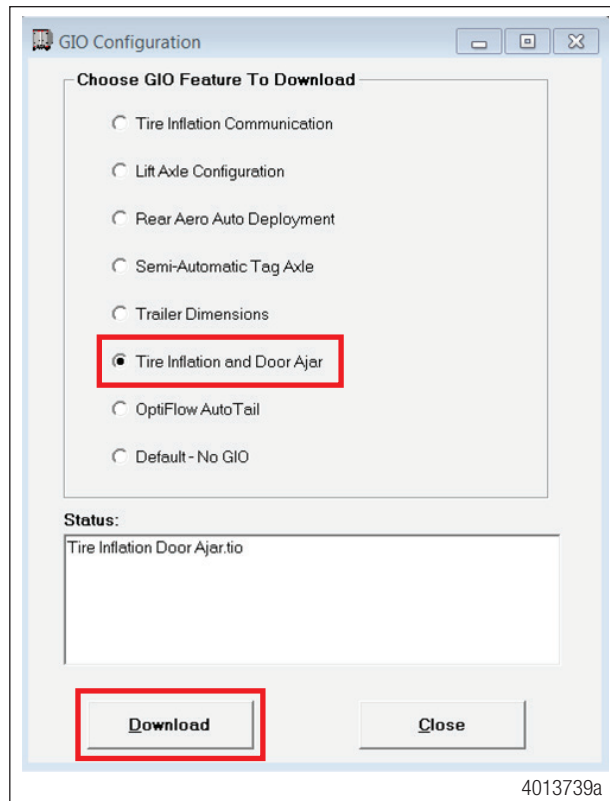 GIO Configuration
Choose GIO Feature To Download
Tire Inflation Communication
Lift Axle Configuration
Rear Aero Auto Deployment
Semi-Automatic Tag Axle
Trailer Dimensions
Tire Inflation and Door Ajar
OptiFlow AutoTail
Default - No GIO
Status:
Tire Inflation Door Ajar.tio
Download
Close
4013739a